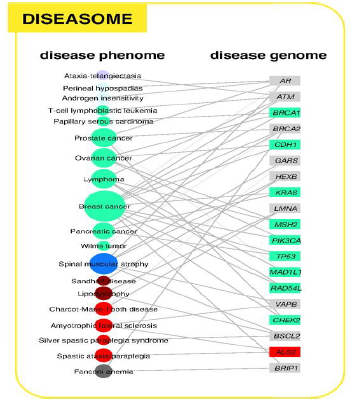 DISEASOME
disease phenome
disease genome
Ataxia-telangiectasia
Perineal hypospadias
Androgen insensitivity
T-cell lymphoblastic leukemia
Papillary serous carcinoma
Prostate cancer
Ovarian cancer
Lymphoma
Breast cancer
Pancreatic cancer
Wilms tumor
Spinal muscular atrophy
Sandhoff disease
Lipodystrophy
Charcot-Marie-Tooth disease
Amyotrophic lateral sclerosis
Silver spastic paraplegia syndrome
Spastic ataxia/paraplegia
Fanconi anemia
AR
ATM
BRCA1
BRCA2
CDH1
GARS
HEXB
KRAS
LMNA
MSH2
PIK3CA
TP53
MAD1L1
RAD54L
VAPB
CHEK2
BSCL2
ALS2
BRIP1